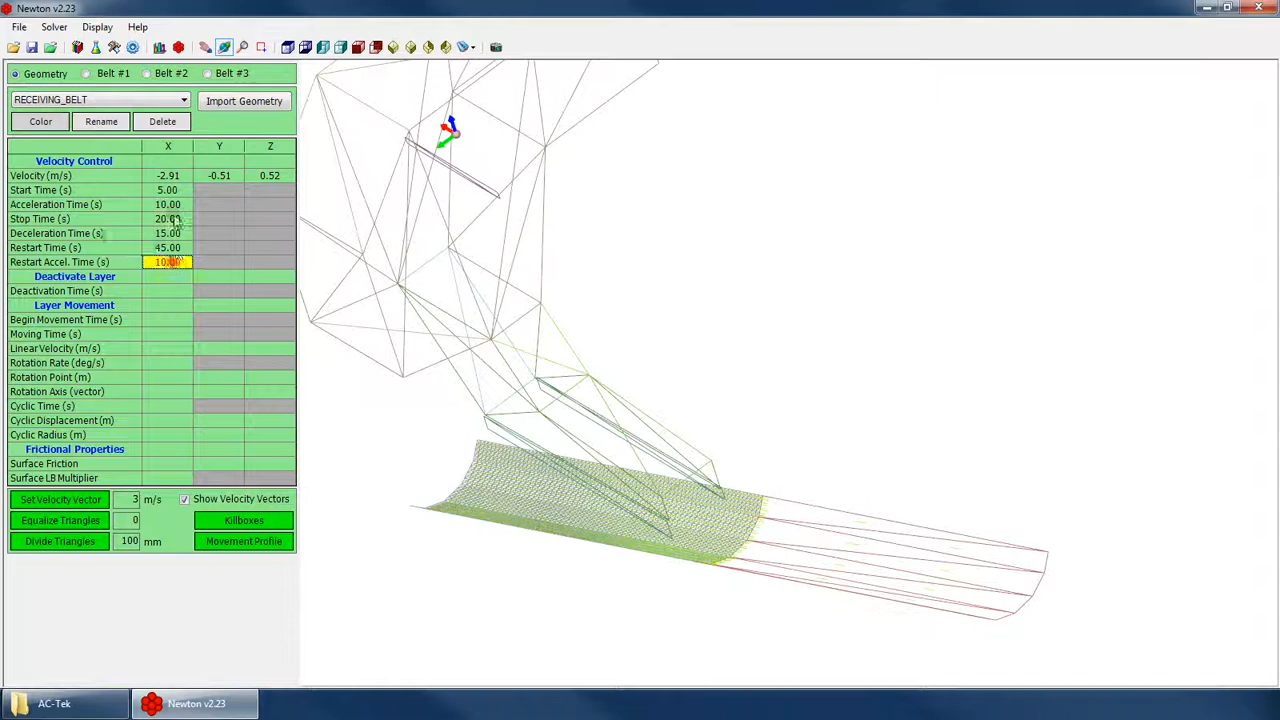 Newton v2.23
File Solver Display Help
Geometry Belt #1 Belt #2 Belt #3
RECEIVING_BELT Import Geometry
Color Rename Delete
X Y Z
Velocity Control
Velocity (m/s) -2.91 -0.51 0.52
Start Time (s) 5.00
Acceleration Time (s) 10.00
Stop Time (s) 20.00
Deceleration Time (s) 15.00
Restart Time (s) 45.00
Restart Accel. Time (s) 10.00
Deactivate Layer
Deactivation Time (s)
Layer Movement
Begin Movement Time (s)
Moving Time (s)
Linear Velocity (m/s)
Rotation Rate (deg/s)
Rotation Point (m)
Rotation Axis (vector)
Cyclic Time (s)
Cyclic Displacement (m)
Cyclic Radius (m)
Frictional Properties
Surface Friction
Surface LB Multiplier
Set Velocity Vector 3 m/s Show Velocity Vectors
Equalize Triangles 0 Killboxes
Divide Triangles 100 mm Movement Profile
AC-Tek Newton v2.23